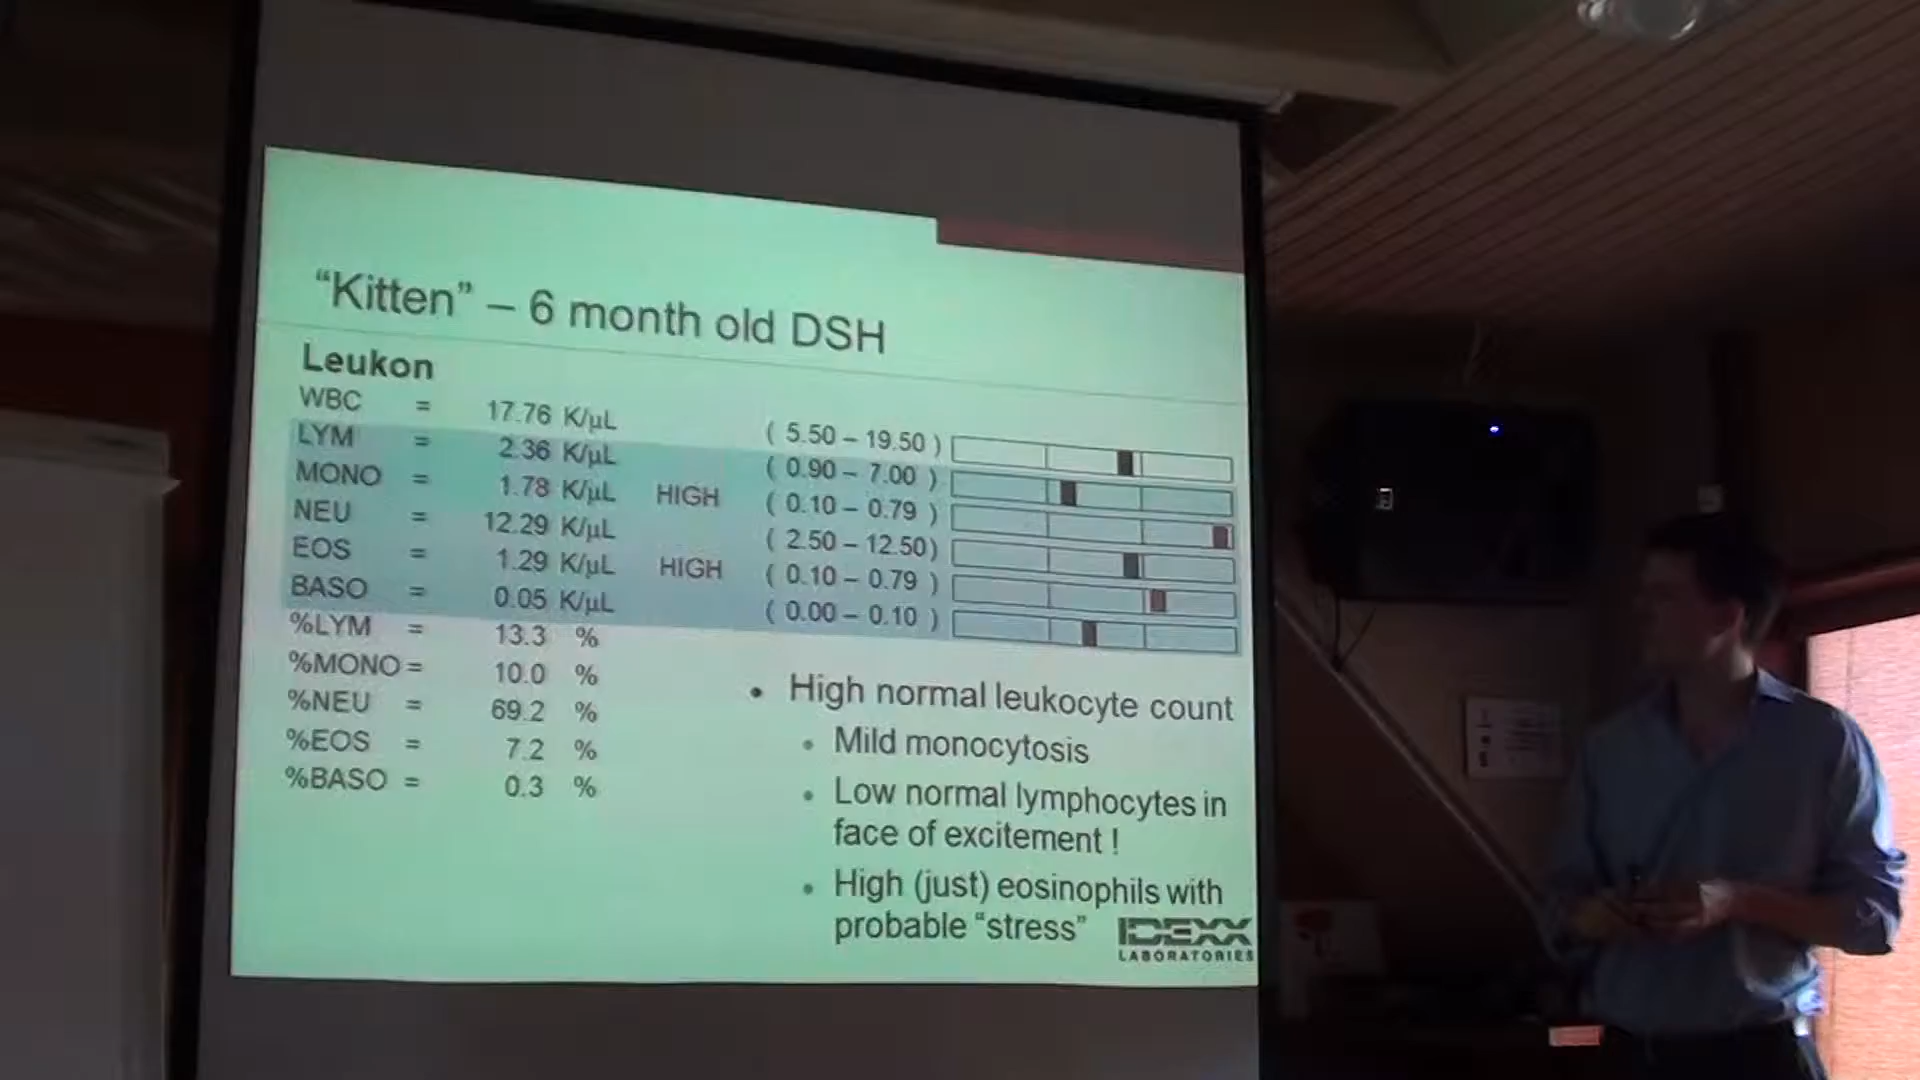 “Kitten” – 6 month old DSH
Leukon
WBC = 17.76 K/µL ( 5.50 – 19.50 )
LYM = 2.36 K/µL ( 0.90 – 7.00 )
MONO = 1.78 K/µL HIGH ( 0.10 – 0.79 )
NEU = 12.29 K/µL ( 2.50 – 12.50)
EOS = 1.29 K/µL HIGH ( 0.10 – 0.79 )
BASO = 0.05 K/µL ( 0.00 – 0.10 )
%LYM = 13.3 %
%MONO = 10.0 %
%NEU = 69.2 %
%EOS = 7.2 %
%BASO = 0.3 %
• High normal leukocyte count
• Mild monocytosis
• Low normal lymphocytes in
face of excitement !
• High (just) eosinophils with
probable “stress”
IDEXX
LABORATORIES